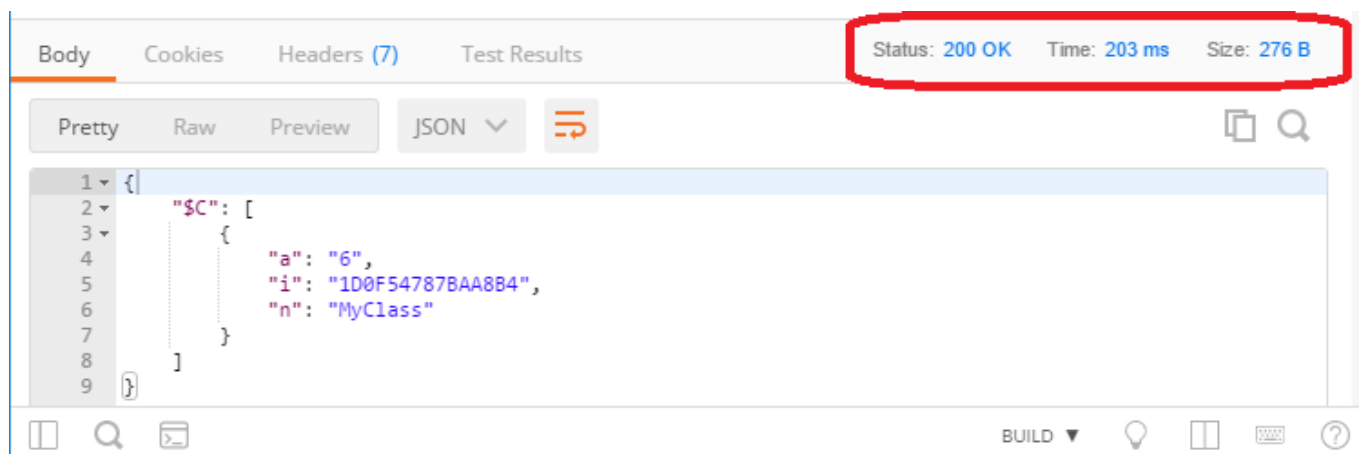 Body Cookies Headers (7) Test Results Status: 200 OK Time: 203 ms Size: 276 B
Pretty Raw Preview JSON
1 {
2 "$C": [
3 {
4 "a": "6",
5 "i": "1D0F54787BAA8B4",
6 "n": "MyClass"
7 }
8 ]
9 }
BUILD ▼